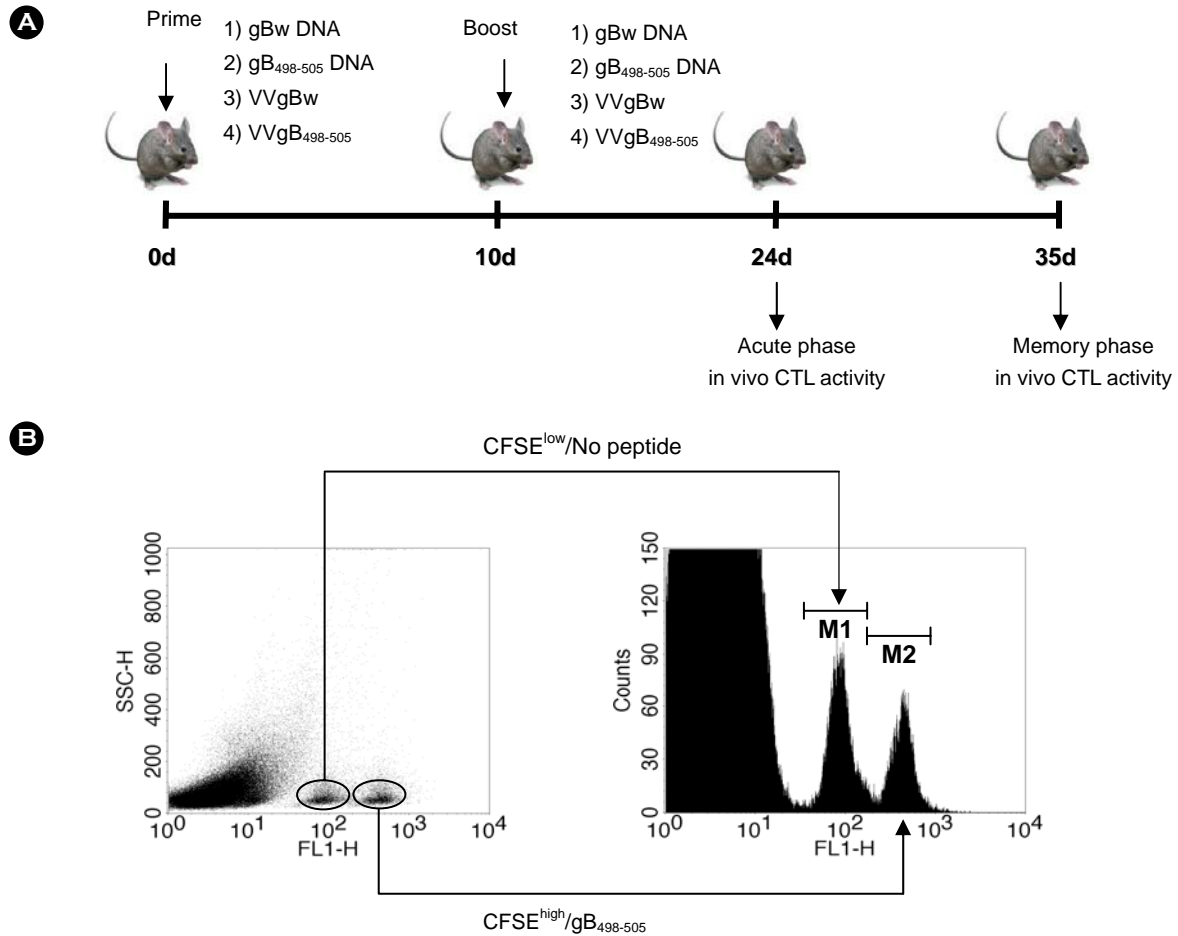 A
Prime
1) gBw DNA
2) gB498-505 DNA
3) VVgBw
4) VVgB498-505
Boost
1) gBw DNA
2) gB498-505 DNA
3) VVgBw
4) VVgB498-505
0d
10d
24d
35d
Acute phase
in vivo CTL activity
Memory phase
in vivo CTL activity
B
CFSElow/No peptide
1000
800
600
400
200
0
SSC-H
10^0 10^1 10^2 10^3 10^4
FL1-H
150
120
90
60
30
0
Counts
M1
M2
10^0 10^1 10^2 10^3 10^4
FL1-H
CFSEhigh/gB498-505